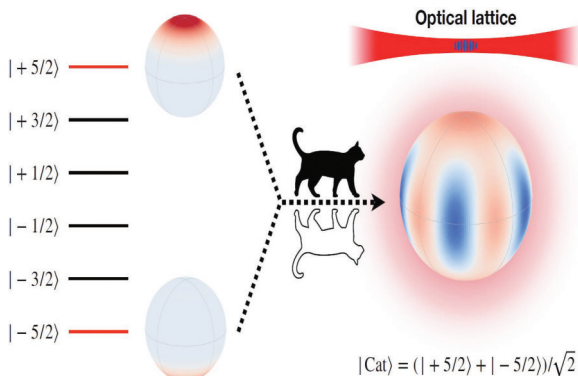 Optical lattice
| + 5/2⟩
| + 3/2⟩
| + 1/2⟩
| − 1/2⟩
| − 3/2⟩
| − 5/2⟩
|Cat⟩ = (| + 5/2⟩ + | − 5/2⟩)/√2